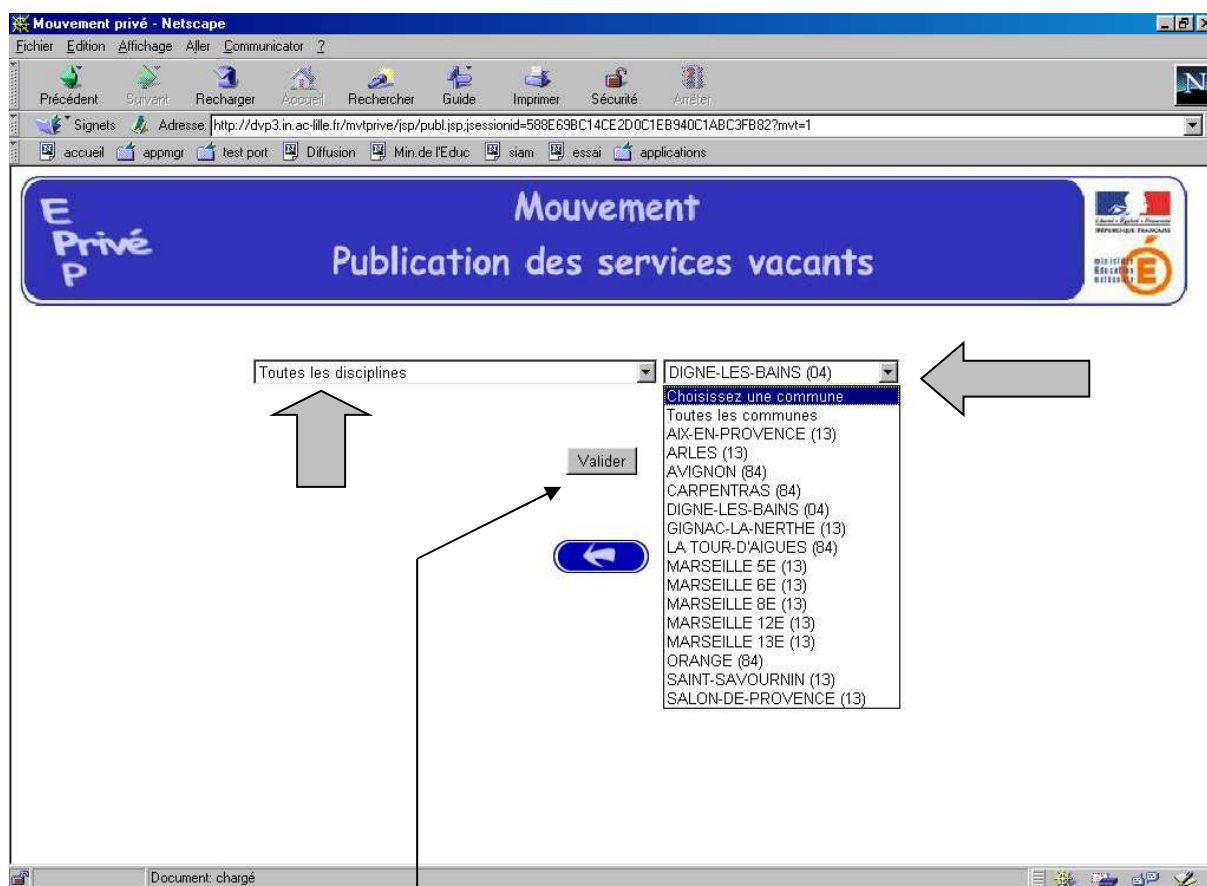 Mouvement privé - Netscape
Fichier Edition Affichage Aller Communicator ?
Précédent Suivant Recharger Accueil Rechercher Guide Imprimer Sécurité Arrêter
N
Signets Adresse: http://dvp3.in.ac-lille.fr/mvtprive/jsp/publ.jsp;jsessionid=588E69BC14CE2D0C1EB940C1ABC3FB82?mvt=1
accueil appmgr test port Diffusion Min.de l'Educ siam essai applications
E
Privé
P
Mouvement
Publication des services vacants
Liberté • Égalité • Fraternité
RÉPUBLIQUE FRANÇAISE
É
Toutes les disciplines
DIGNE-LES-BAINS (04)
Choisissez une commune
Toutes les communes
AIX-EN-PROVENCE (13)
ARLES (13)
AVIGNON (84)
CARPENTRAS (84)
DIGNE-LES-BAINS (04)
GIGNAC-LA-NERTHE (13)
LA TOUR-D'AIGUES (84)
MARSEILLE 5E (13)
MARSEILLE 6E (13)
MARSEILLE 8E (13)
MARSEILLE 12E (13)
MARSEILLE 13E (13)
ORANGE (84)
SAINT-SAVOURNIN (13)
SALON-DE-PROVENCE (13)
Valider
Document: chargé